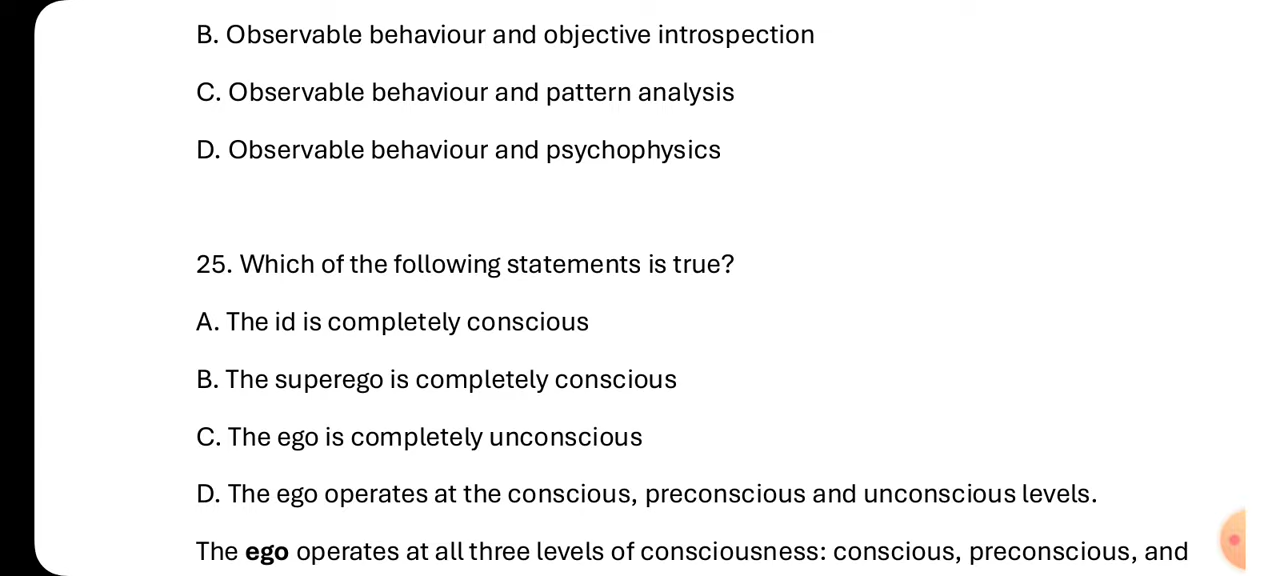 B. Observable behaviour and objective introspection
C. Observable behaviour and pattern analysis
D. Observable behaviour and psychophysics
25. Which of the following statements is true?
A. The id is completely conscious
B. The superego is completely conscious
C. The ego is completely unconscious
D. The ego operates at the conscious, preconscious and unconscious levels.
The ego operates at all three levels of consciousness: conscious, preconscious, and